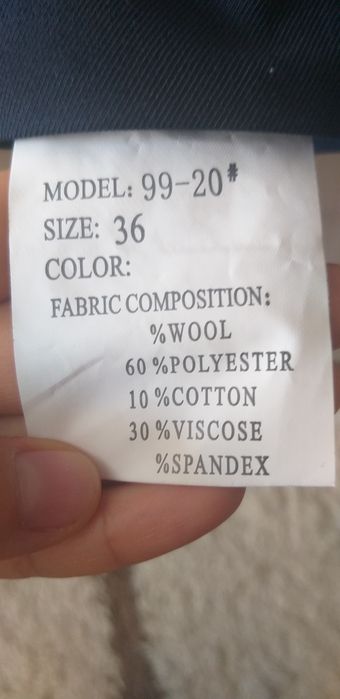 MODEL: 99-20#
SIZE: 36
COLOR:
FABRIC COMPOSITION:
%WOOL
60 %POLYESTER
10 %COTTON
30 %VISCOSE
%SPANDEX